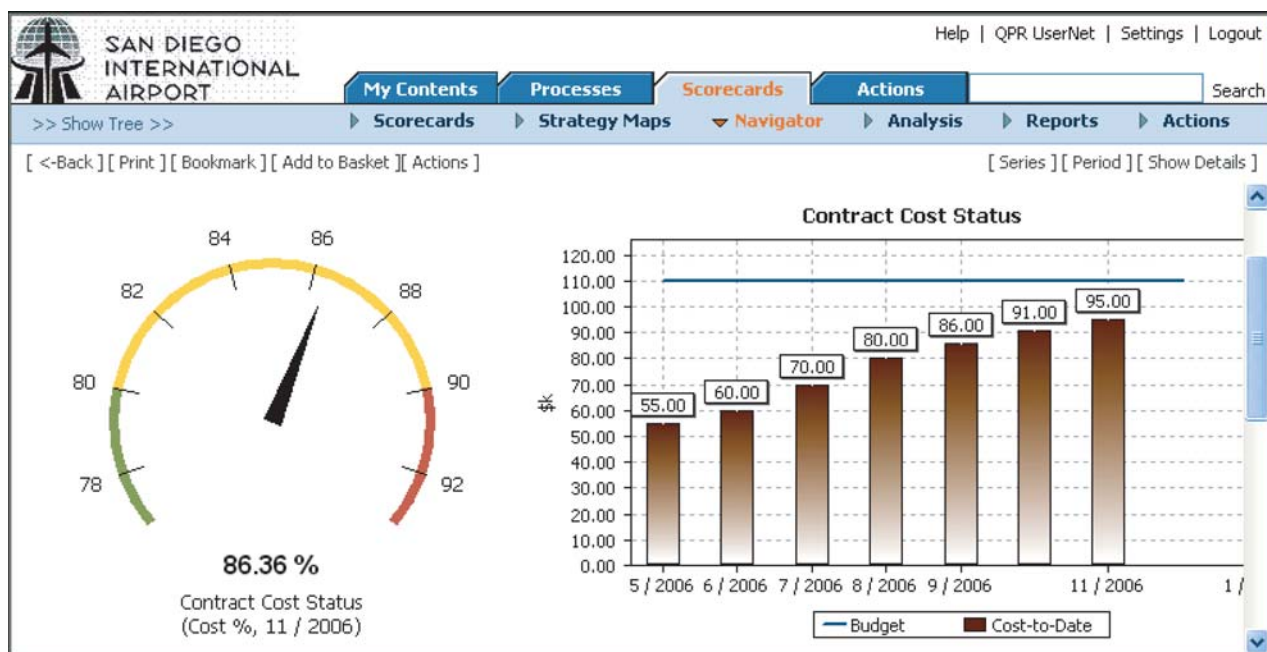 SAN DIEGO
INTERNATIONAL
AIRPORT
Help | QPR UserNet | Settings | Logout
My Contents Processes Scorecards Actions Search
>> Show Tree >> Scorecards Strategy Maps Navigator Analysis Reports Actions
[ <-Back ] [ Print ] [ Bookmark ] [ Add to Basket ][ Actions ] [ Series ] [ Period ] [ Show Details ]
84 86
82 88
80 90
78 92
86.36 %
Contract Cost Status
(Cost %, 11 / 2006)
Contract Cost Status
120.00
110.00
100.00
90.00
80.00
70.00
60.00
50.00
40.00
30.00
20.00
10.00
0.00
$k
55.00 60.00 70.00 80.00 86.00 91.00 95.00
5 / 2006 6 / 2006 7 / 2006 8 / 2006 9 / 2006 11 / 2006 1 /
Budget Cost-to-Date